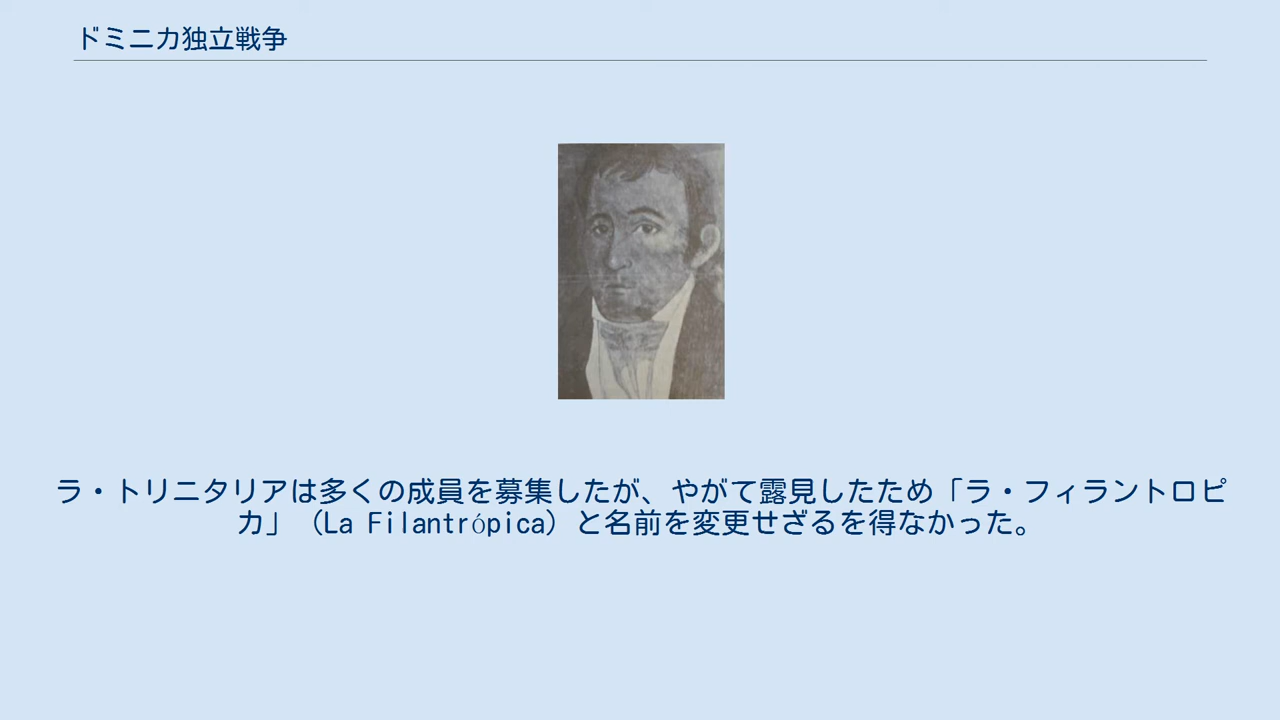 ドミニカ独立戦争
ラ・トリニタリアは多くの成員を募集したが、やがて露見したため「ラ・フィラントロピ
カ」（La Filantrópica）と名前を変更せざるを得なかった。